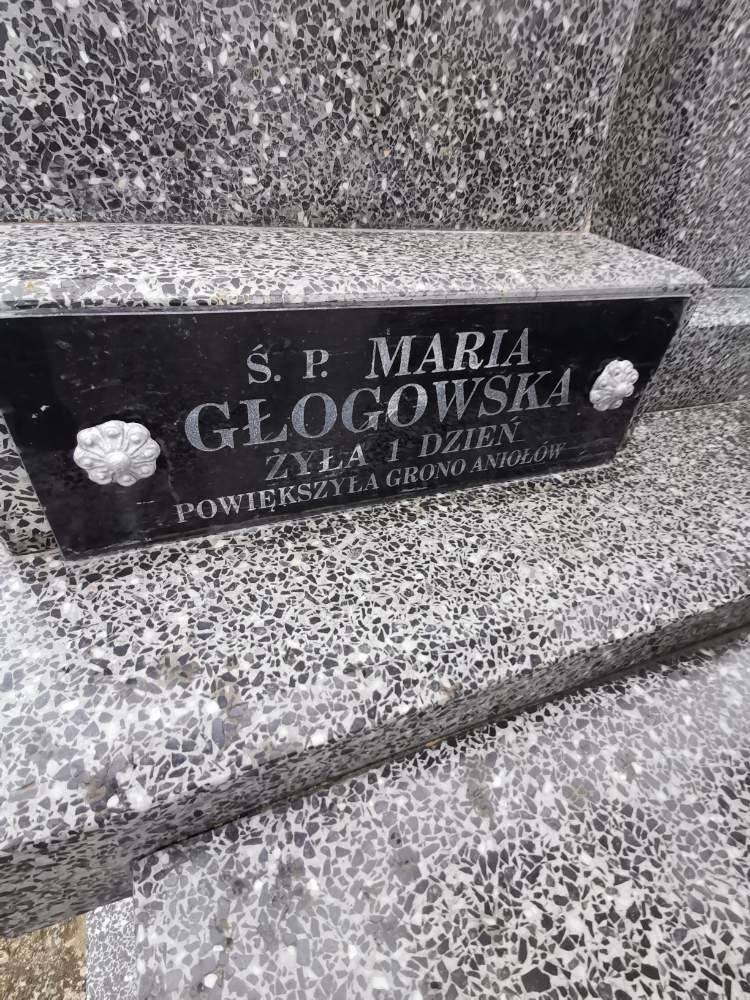 Ś. P. MARIA
GŁOGOWSKA
ŻYŁA 1 DZIEŃ
POWIĘKSZYŁA GRONO ANIOŁÓW